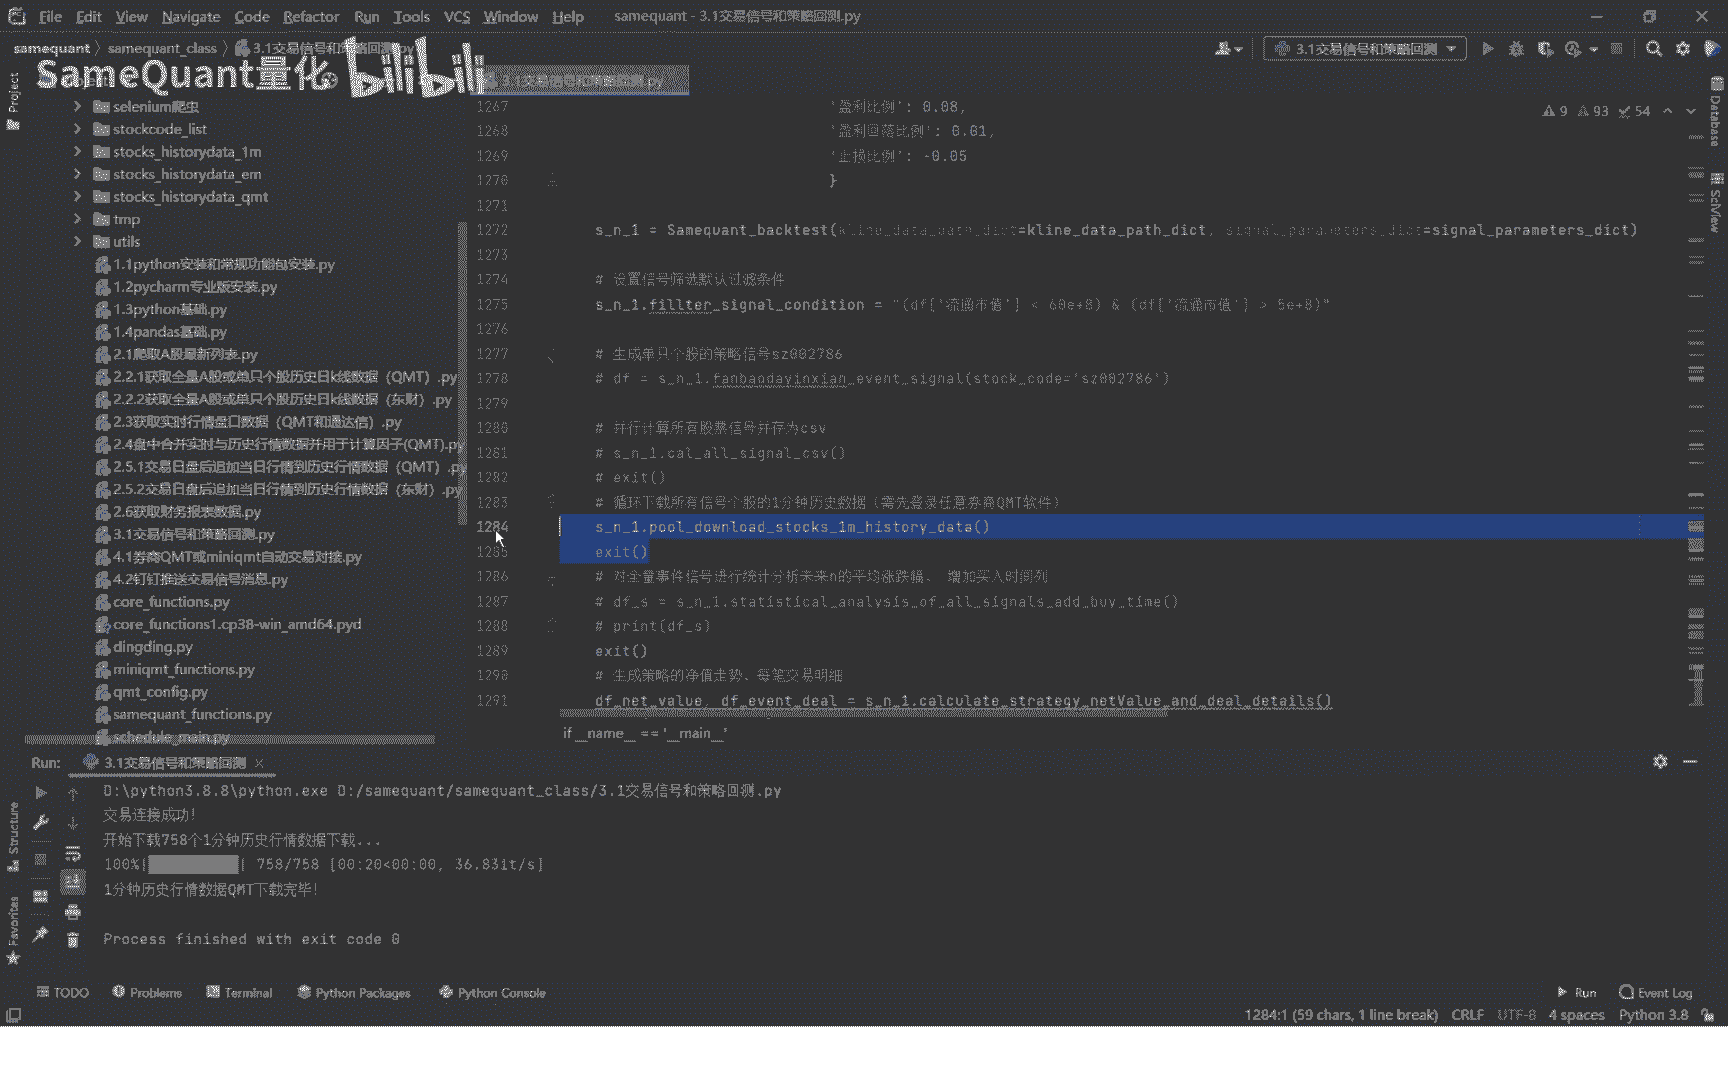 File Edit View Navigate Code Refactor Run Tools VCS Window Help samequant - 3.1交易信号和策略回测.py
samequant samequant_class 3.1交易信号和策略回测.py
3.1交易信号和策略回测
SameQuant量化 bilibili
3.1交易信号和策略回测.py
Project
selenium爬虫
stockcode_list
stocks_historydata_1m
stocks_historydata_em
stocks_historydata_qmt
tmp
utils
1.1python安装和常规功能包安装.py
1.2pycharm专业版安装.py
1.3python基础.py
1.4pandas基础.py
2.1爬取A股最新列表.py
2.2.1获取全量A股或单只个股历史日k线数据（QMT）.py
2.2.2获取全量A股或单只个股历史日k线数据（东财）.py
2.3获取实时行情盘口数据（QMT和通达信）.py
2.4盘中合并实时与历史行情数据并用于计算因子(QMT).py
2.5.1交易日盘后追加当日行情到历史行情数据（QMT）.py
2.5.2交易日盘后追加当日行情到历史行情数据（东财）.py
2.6获取财务报表数据.py
3.1交易信号和策略回测.py
4.1券商QMT或miniqmt自动交易对接.py
4.2钉钉推送交易信号消息.py
core_functions.py
core_functions1.cp38-win_amd64.pyd
dingding.py
miniqmt_functions.py
qmt_config.py
samequant_functions.py
schedule_main.py
9 93 54
1267 '盈利比例': 0.08,
1268 '盈利回落比例': 0.01,
1269 '止损比例': -0.05
1270 }
1271
1272 s_n_1 = Samequant_backtest(kline_data_path_dict=kline_data_path_dict, signal_parameters_dict=signal_parameters_dict)
1273
1274 # 设置信号筛选默认过滤条件
1275 s_n_1.fillter_signal_condition = "(df['流通市值'] < 60e+8) & (df['流通市值'] > 5e+8)"
1276
1277 # 生成单只个股的策略信号sz002786
1278 # df = s_n_1.fanbaodayinxian_event_signal(stock_code='sz002786')
1279
1280 # 并行计算所有股票信号并存为csv
1281 # s_n_1.cal_all_signal_csv()
1282 # exit()
1283 # 循环下载所有信号个股的1分钟历史数据（需先登录任意券商QMT软件）
1284 s_n_1.pool_download_stocks_1m_history_data()
1285 exit()
1286 # 对全量事件信号进行统计分析未来n的平均涨跌幅、 增加买入时间列
1287 # df_s = s_n_1.statistical_analysis_of_all_signals_add_buy_time()
1288 # print(df_s)
1289 exit()
1290 # 生成策略的净值走势、每笔交易明细
1291 df_net_value, df_event_deal = s_n_1.calculate_strategy_netValue_and_deal_details()
if __name__ == '__main__'
Database
SciView
Run: 3.1交易信号和策略回测
D:\python3.8.8\python.exe D:/samequant/samequant_class/3.1交易信号和策略回测.py
交易连接成功!
开始下载758个1分钟历史行情数据下载...
100%| | 758/758 [00:20<00:00, 36.83it/s]
1分钟历史行情数据QMT下载完毕!
Process finished with exit code 0
Structure
Favorites
TODO Problems Terminal Python Packages Python Console Run Event Log
1284:1 (59 chars, 1 line break) CRLF UTF-8 4 spaces Python 3.8